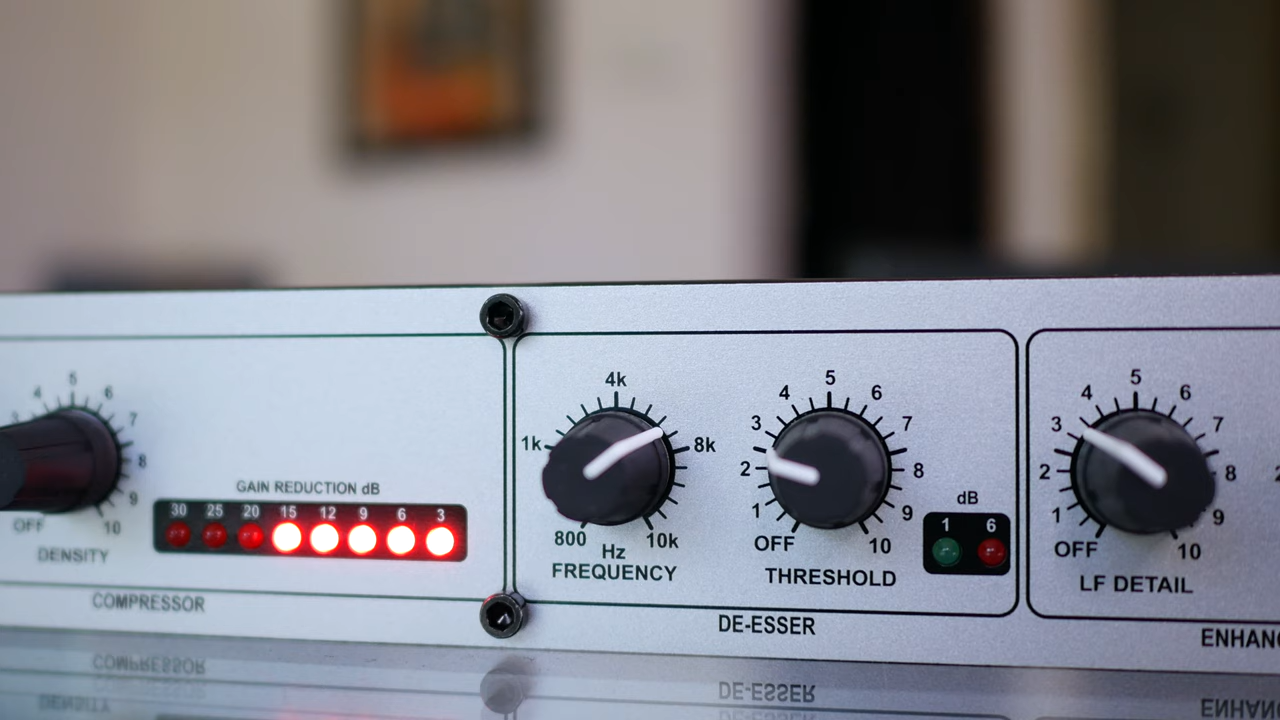 5
4 6
3 7
8
9
OFF 10
DENSITY
GAIN REDUCTION dB
30 25 20 15 12 9 6 3
COMPRESSOR
4k
1k 8k
800 10k
Hz
FREQUENCY
5
4 6
3 7
2 8
1 9
OFF 10
THRESHOLD
dB
1 6
DE-ESSER
5
4 6
3 7
2 8
1 9
OFF 10
LF DETAIL
2
ENHANC